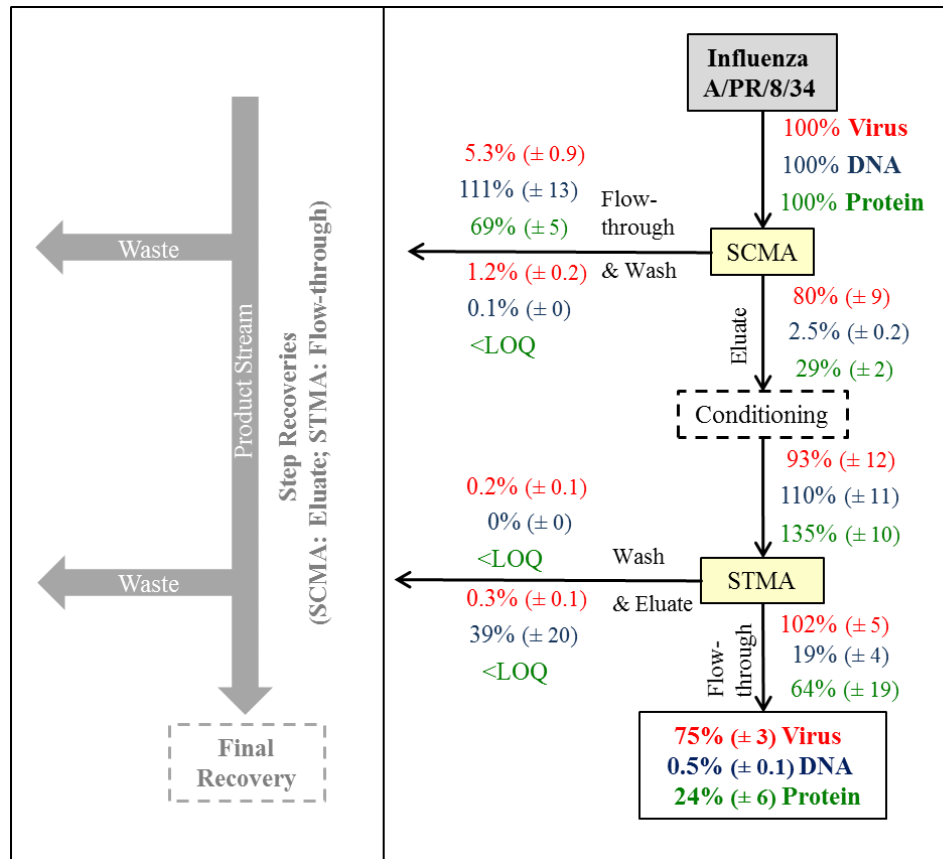 Waste
Waste
Product Stream
Step Recoveries
(SCMA: Eluate; STMA: Flow-through)
Final
Recovery
Influenza
A/PR/8/34
100% Virus
100% DNA
100% Protein
5.3% (± 0.9)
111% (± 13)
69% (± 5)
Flow-
through
& Wash
1.2% (± 0.2)
0.1% (± 0)
<LOQ
SCMA
Eluate
80% (± 9)
2.5% (± 0.2)
29% (± 2)
Conditioning
93% (± 12)
110% (± 11)
135% (± 10)
0.2% (± 0.1)
0% (± 0)
<LOQ
Wash
& Eluate
0.3% (± 0.1)
39% (± 20)
<LOQ
STMA
Flow-
through
102% (± 5)
19% (± 4)
64% (± 19)
75% (± 3) Virus
0.5% (± 0.1) DNA
24% (± 6) Protein